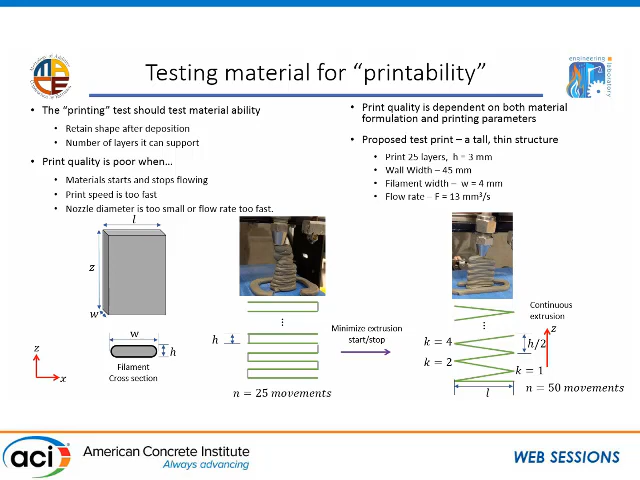 Testing material for “printability”
engineering
laboratory
• The “printing” test should test material ability
• Retain shape after deposition
• Number of layers it can support
• Print quality is poor when…
• Materials starts and stops flowing
• Print speed is too fast
• Nozzle diameter is too small or flow rate too fast.
• Print quality is dependent on both material
formulation and printing parameters
• Proposed test print – a tall, thin structure
• Print 25 layers, h = 3 mm
• Wall Width – 45 mm
• Filament width – w = 4 mm
• Flow rate – F = 13 mm³/s
l
z
w
w
h
Filament
Cross section
z
x
h
⋮
n = 25 movements
Minimize extrusion
start/stop
⋮
k = 4
k = 2
h/2
k = 1
l
Continuous
extrusion
z
n = 50 movements
aci
American Concrete Institute
Always advancing
WEB SESSIONS